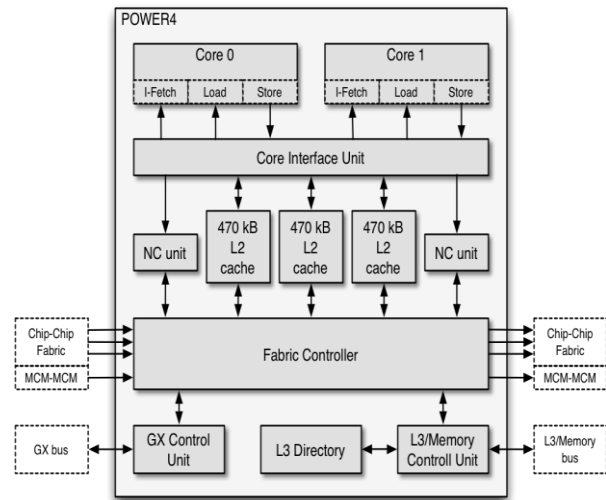 POWER4
Core 0
Core 1
I-Fetch Load Store
I-Fetch Load Store
Core Interface Unit
NC unit
470 kB
L2
cache
470 kB
L2
cache
470 kB
L2
cache
NC unit
Chip-Chip
Fabric
MCM-MCM
Fabric Controller
Chip-Chip
Fabric
MCM-MCM
GX bus
GX Control
Unit
L3 Directory
L3/Memory
Controll Unit
L3/Memory
bus